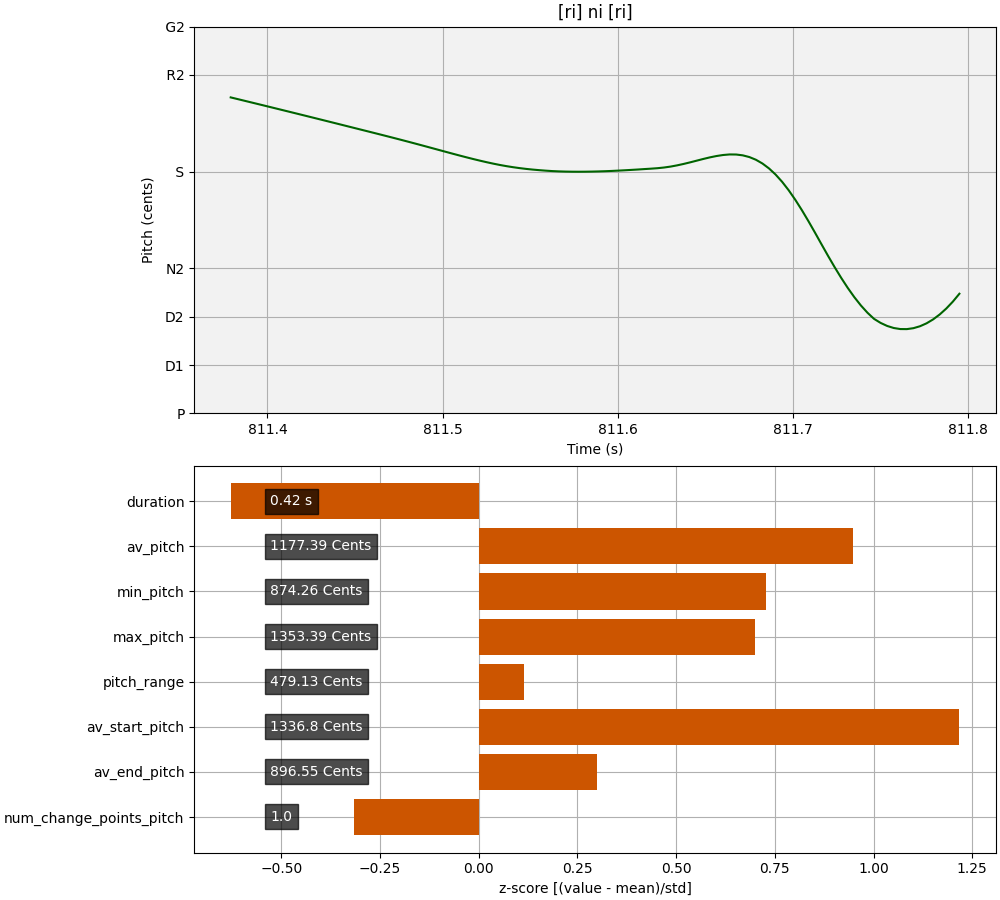 [ri] ni [ri]
G2
R2
S
N2
D2
D1
P
Pitch (cents)
811.4 811.5 811.6 811.7 811.8
Time (s)
duration 0.42 s
av_pitch 1177.39 Cents
min_pitch 874.26 Cents
max_pitch 1353.39 Cents
pitch_range 479.13 Cents
av_start_pitch 1336.8 Cents
av_end_pitch 896.55 Cents
num_change_points_pitch 1.0
−0.50 −0.25 0.00 0.25 0.50 0.75 1.00 1.25
z-score [(value - mean)/std]